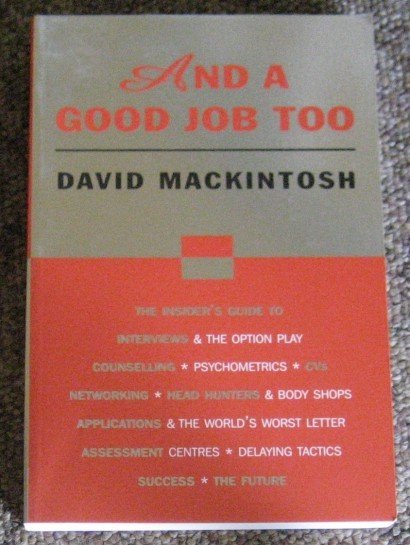 AND A
GOOD JOB TOO
DAVID MACKINTOSH
THE INSIDER'S GUIDE TO
INTERVIEWS & THE OPTION PLAY
COUNSELLING * PSYCHOMETRICS * CVs
NETWORKING * HEAD HUNTERS & BODY SHOPS
APPLICATIONS & THE WORLD'S WORST LETTER
ASSESSMENT CENTRES * DELAYING TACTICS
SUCCESS * THE FUTURE